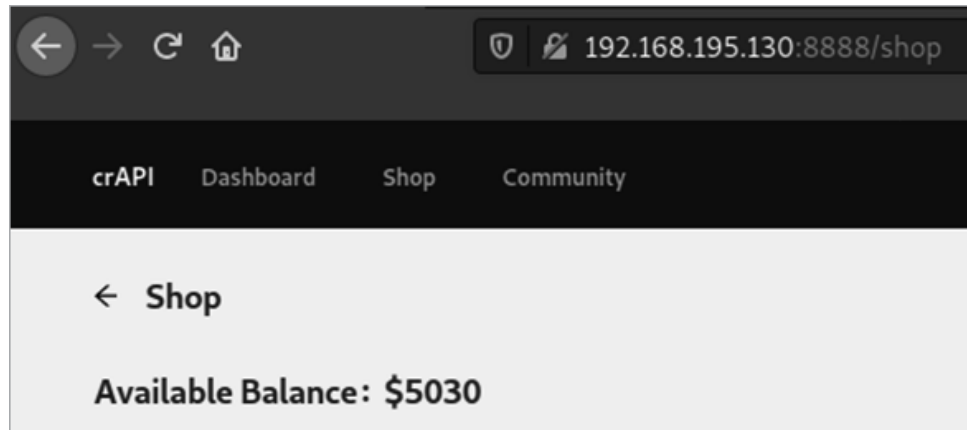 192.168.195.130:8888/shop
crAPI Dashboard Shop Community
← Shop
Available Balance: $5030